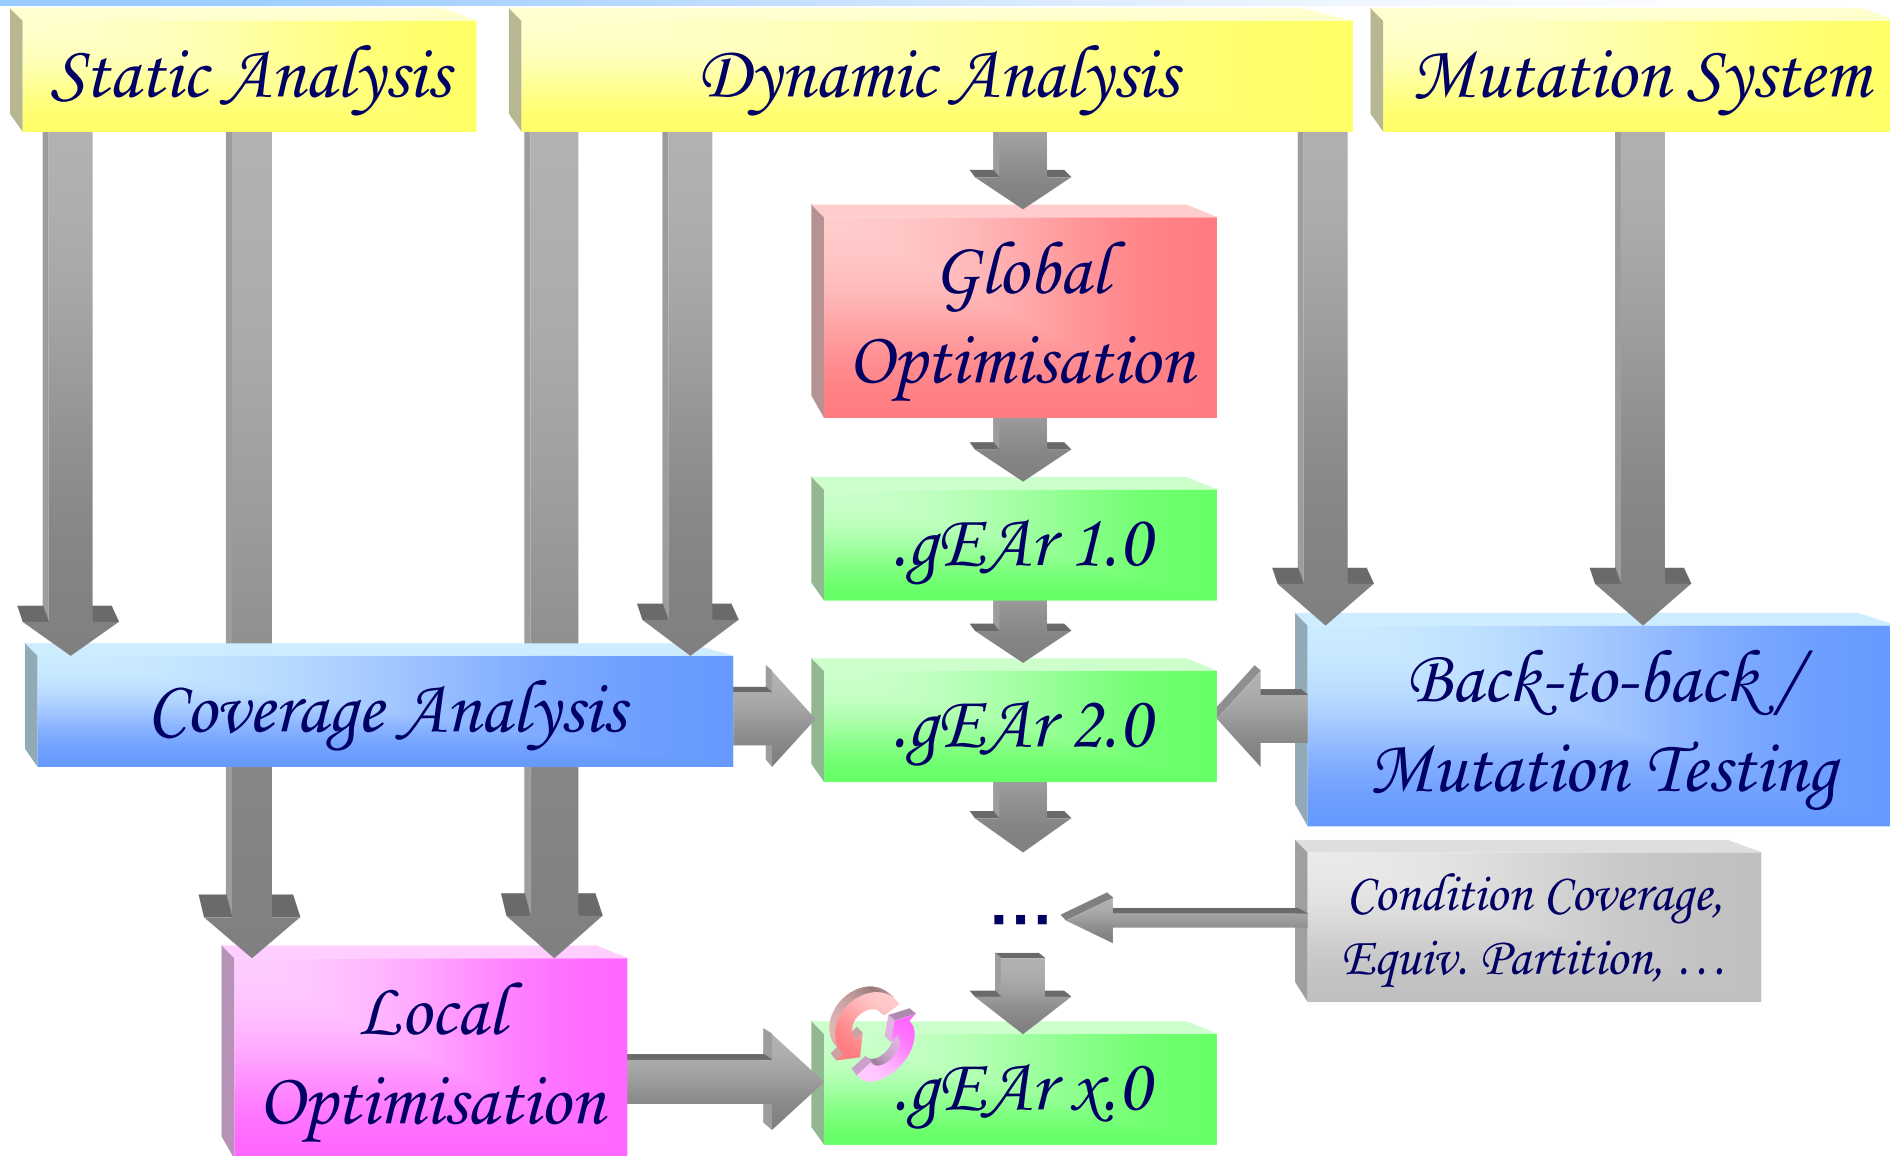 Static Analysis
Dynamic Analysis
Mutation System
Global
Optimisation
.gEAr 1.0
Coverage Analysis
.gEAr 2.0
Back-to-back /
Mutation Testing
...
Condition Coverage,
Equiv. Partition, …
Local
Optimisation
.gEAr x.0